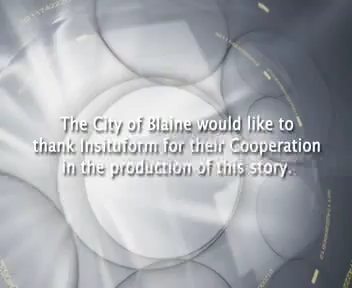 The City of Blaine would like to
thank Insituform for their Cooperation
in the production of this story.